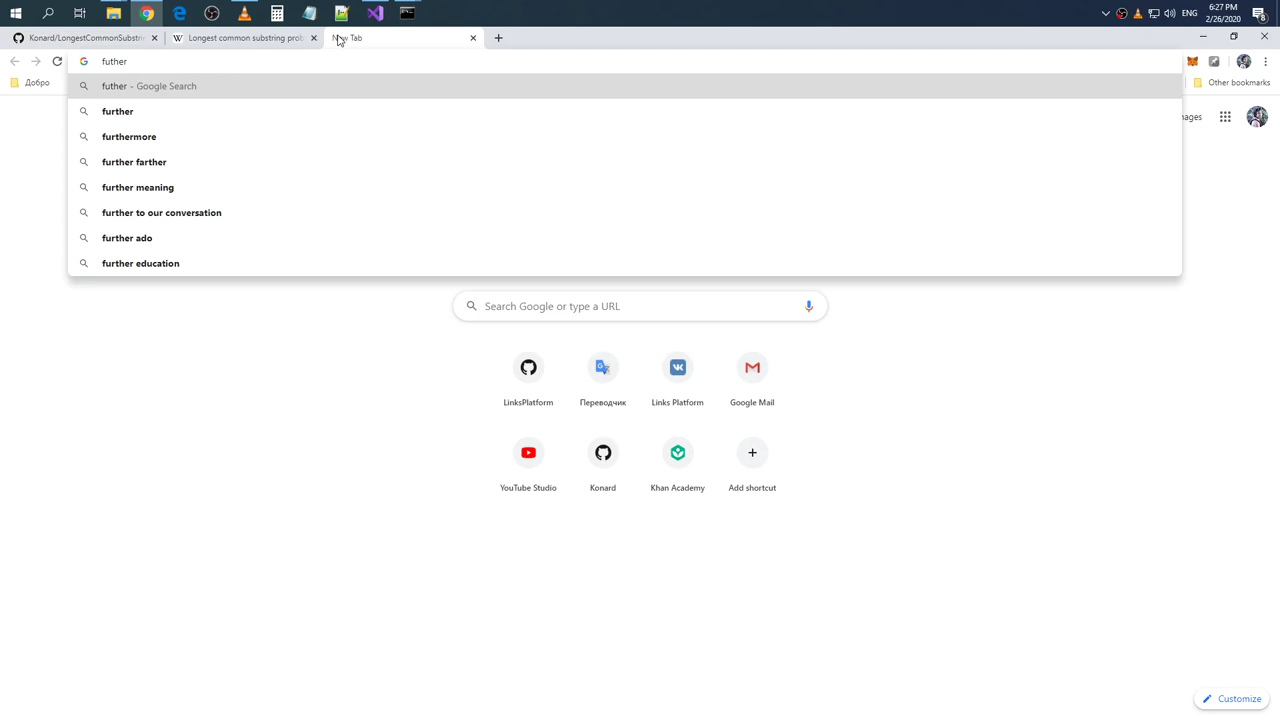 ENG
6:27 PM
2/26/2020
8
Konard/LongestCommonSubstrin
Longest common substring prob
New Tab
futher
Добро
Other bookmarks
futher - Google Search
further
furthermore
further farther
further meaning
further to our conversation
further ado
further education
Search Google or type a URL
LinksPlatform
Переводчик
Links Platform
Google Mail
YouTube Studio
Konard
Khan Academy
Add shortcut
Customize